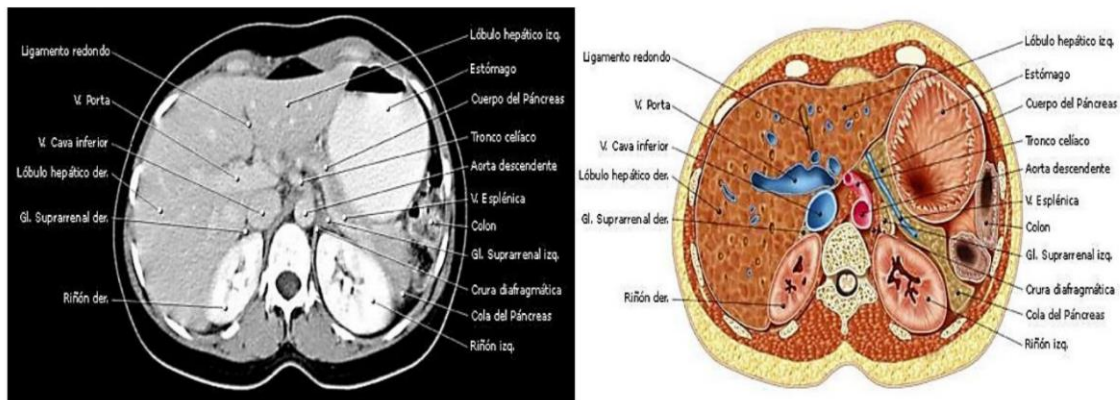 Ligamento redondo
V. Porta
V. Cava inferior
Lóbulo hepático der.
Gl. Suprarrenal der.
Riñón der.
Lóbulo hepático izq.
Estómago
Cuerpo del Páncreas
Tronco celíaco
Aorta descendente
V. Esplénica
Colon
Gl. Suprarrenal izq.
Crura diafragmática
Cola del Páncreas
Riñón izq.
Ligamento redondo
V. Porta
V. Cava inferior
Lóbulo hepático der.
Gl. Suprarrenal der.
Riñón der.
Lóbulo hepático izq.
Estómago
Cuerpo del Páncreas
Tronco celíaco
Aorta descendente
V. Esplénica
Colon
Gl. Suprarrenal izq.
Crura diafragmática
Cola del Páncreas
Riñón izq.